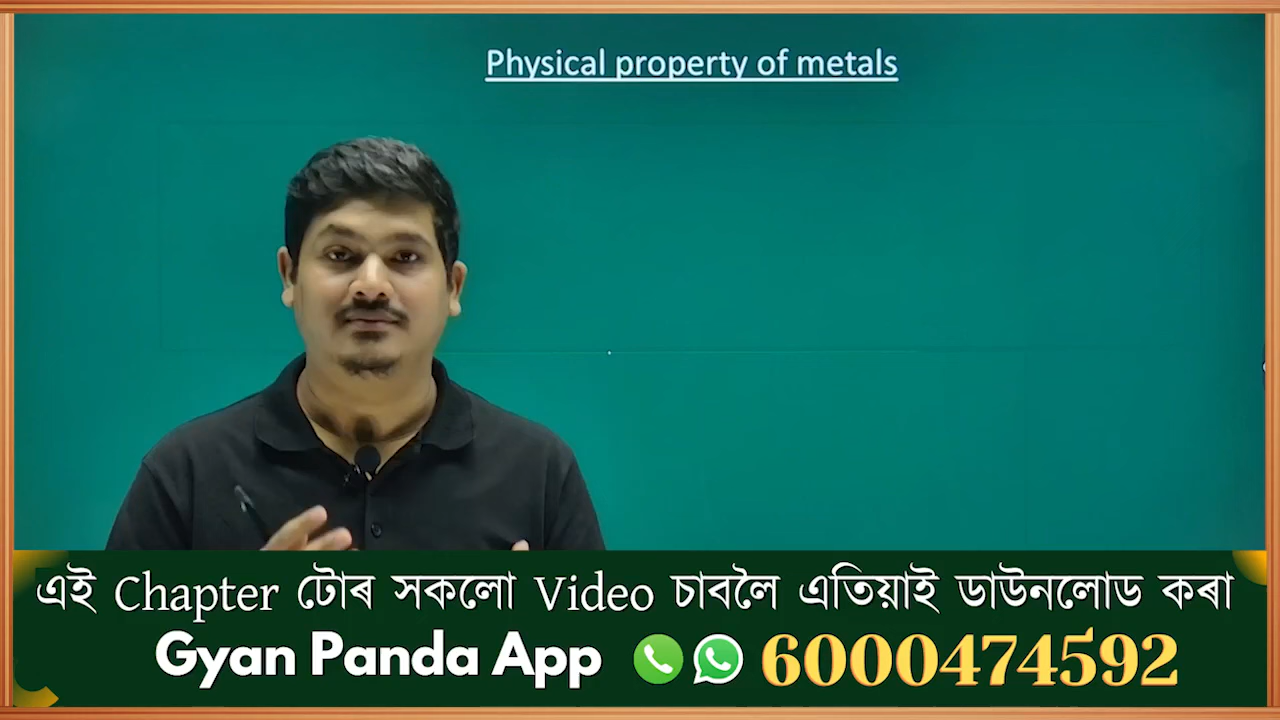 Physical property of metals
এই Chapter টোৰ সকলো Video চাবলৈ এতিয়াই ডাউনলোড কৰা
Gyan Panda App 6000474592